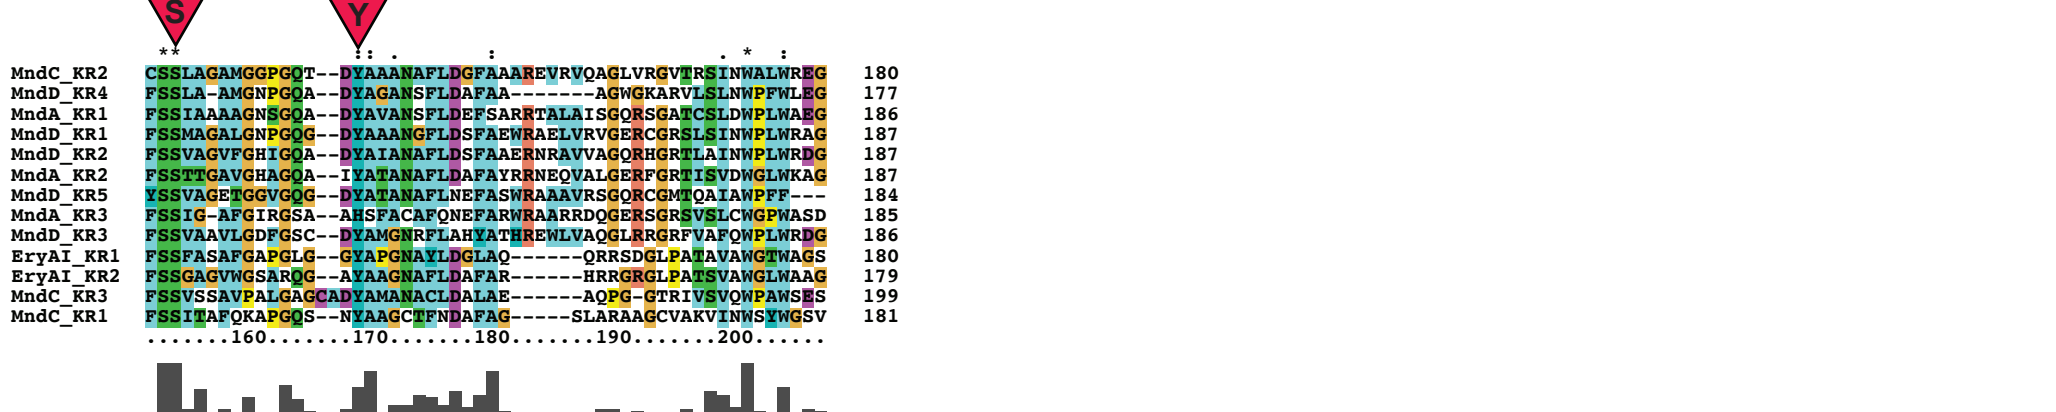 S Y
** :: . : . * :
MndC_KR2 CSSLAGAMGGPGQT--DYAAANAFLDGFAAAREVRVQAGLVRGVTRSINWALWREG 180
MndD_KR4 FSSLA-AMGNPGQA--DYAGANSFLDAFAA-------AGWGKARVLSLNWPFWLEG 177
MndA_KR1 FSSIAAAAGNSGQA--DYAVANSFLDEFSARRTALAISGQRSGATCSLDWPLWAEG 186
MndD_KR1 FSSMAGALGNPGQG--DYAAANGFLDSFAEWRAELVRVGERCGRSLSINWPLWRAG 187
MndD_KR2 FSSVAGVFGHIGQA--DYAIANAFLDSFAAERNRAVVAGQRHGRTLAINWPLWRDG 187
MndA_KR2 FSSTTGAVGHAGQA--IYATANAFLDAFAYRRNEQVALGERFGRTISVDWGLWKAG 187
MndD_KR5 YSSVAGETGGVGQG--DYATANAFLNEFASWRAAAVRSGQRCGMTQAIAWPFF--- 184
MndA_KR3 FSSIG-AFGIRGSA--AHSFACAFQNEFARWRAARRDQGERSGRSVSLCWGPWASD 185
MndD_KR3 FSSVAAVLGDFGSC--DYAMGNRFLAHYATHREWLVAQGLRRGRFVAFQWPLWRDG 186
EryAI_KR1 FSSFASAFGAPGLG--GYAPGNAYLDGLAQ------QRRSDGLPATAVAWGTWAGS 180
EryAI_KR2 FSSGAGVWGSARQG--AYAAGNAFLDAFAR------HRRGRGLPATSVAWGLWAAG 179
MndC_KR3 FSSVSSAVPALGAGCADYAMANACLDALAE------AQPG-GTRIVSVQWPAWSES 199
MndC_KR1 FSSITAFQKAPGQS--NYAAGCTFNDAFAG-----SLARAAGCVAKVINWSYWGSV 181
.......160.......170.......180.......190.......200......